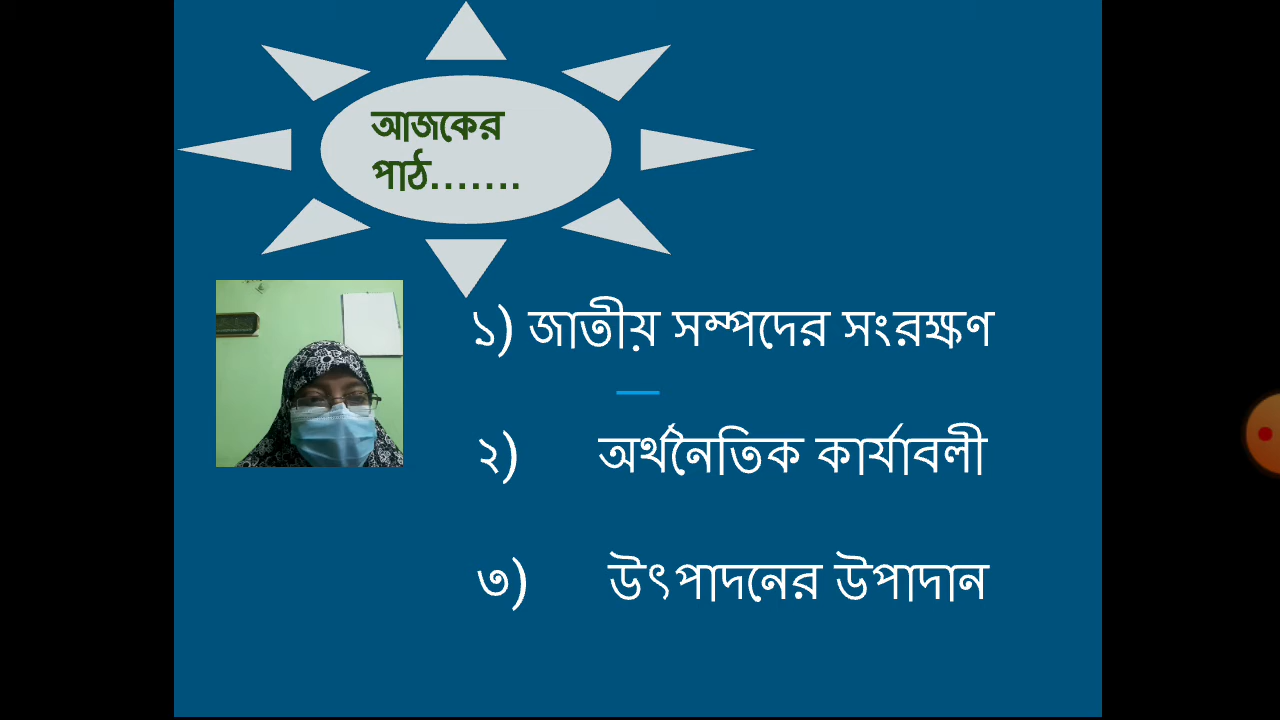 আজকের
পাঠ.......
১) জাতীয় সম্পদের সংরক্ষণ
২) অর্থনৈতিক কার্যাবলী
৩) উৎপাদনের উপাদান